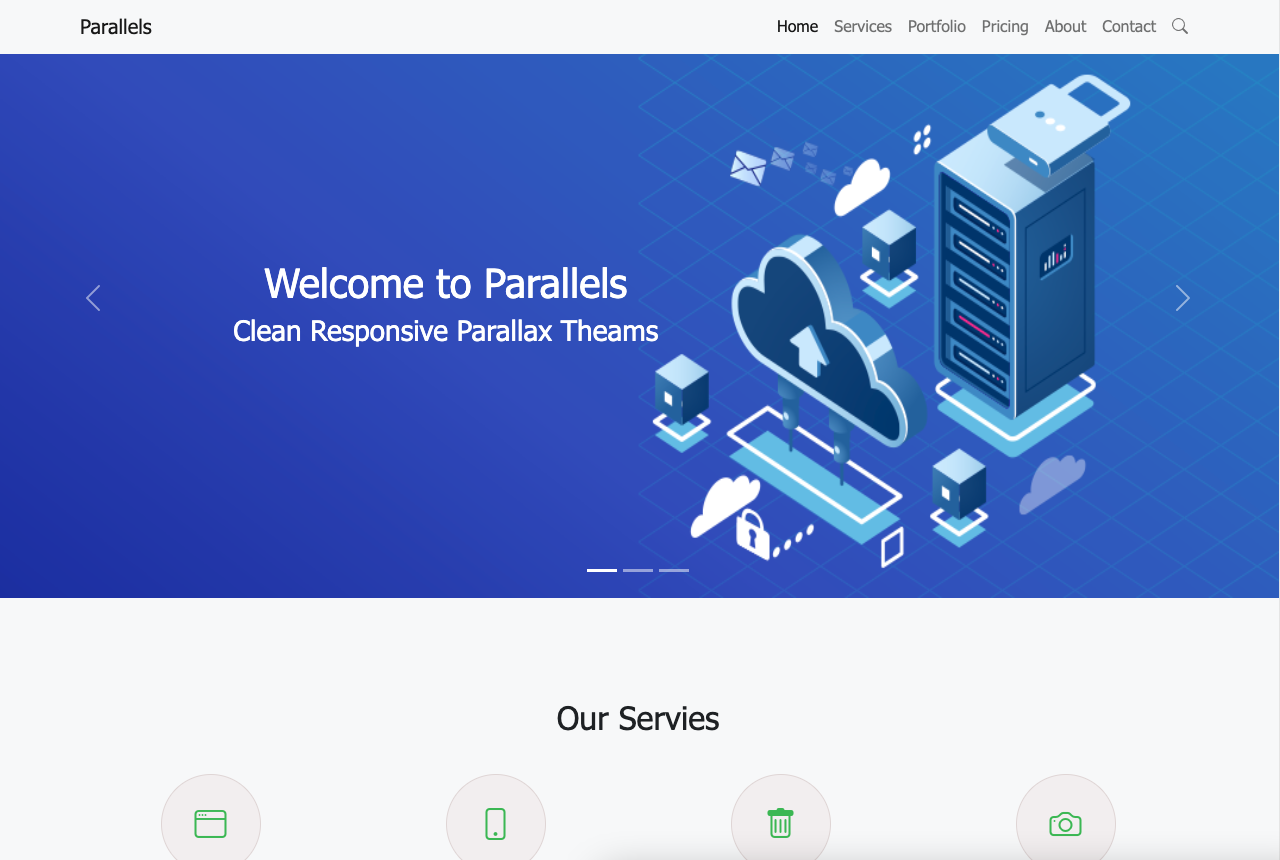 Parallels
Home Services Portfolio Pricing About Contact
Welcome to Parallels
Clean Responsive Parallax Theams
Our Servies